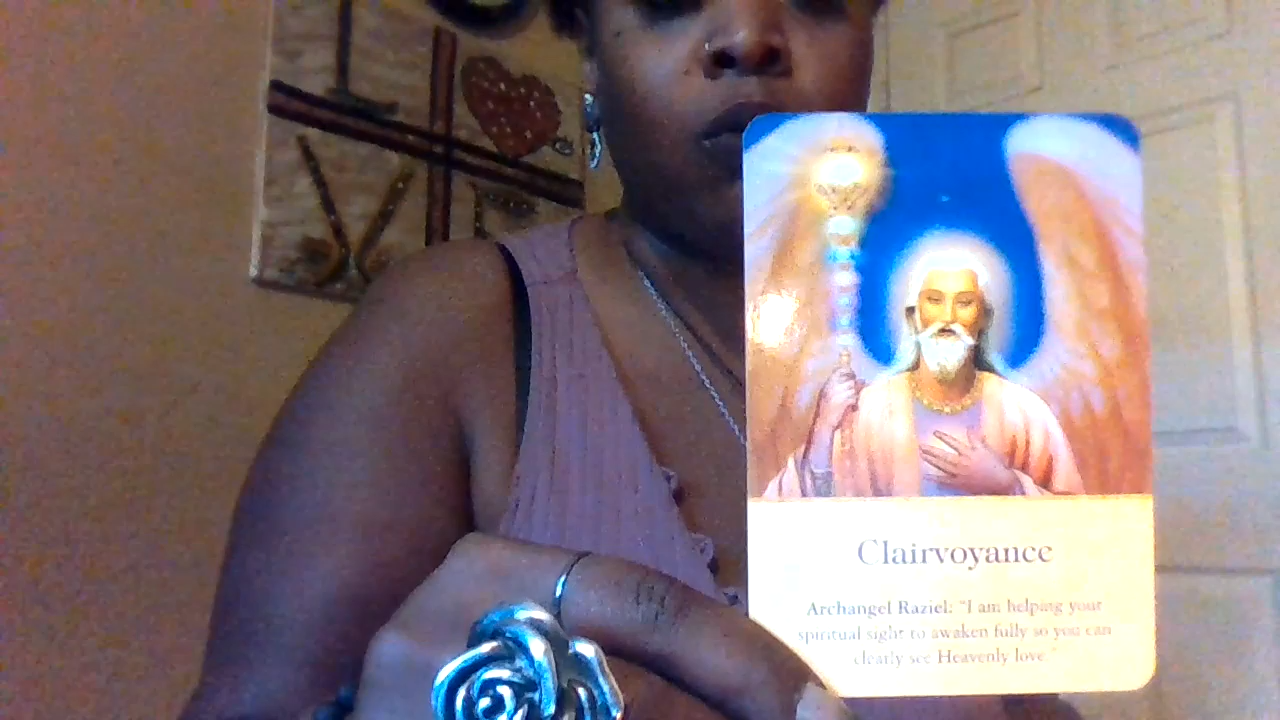 Clairvoyance
Archangel Raziel: "I am helping your
spiritual sight to awaken fully so you can
clearly see Heavenly love."